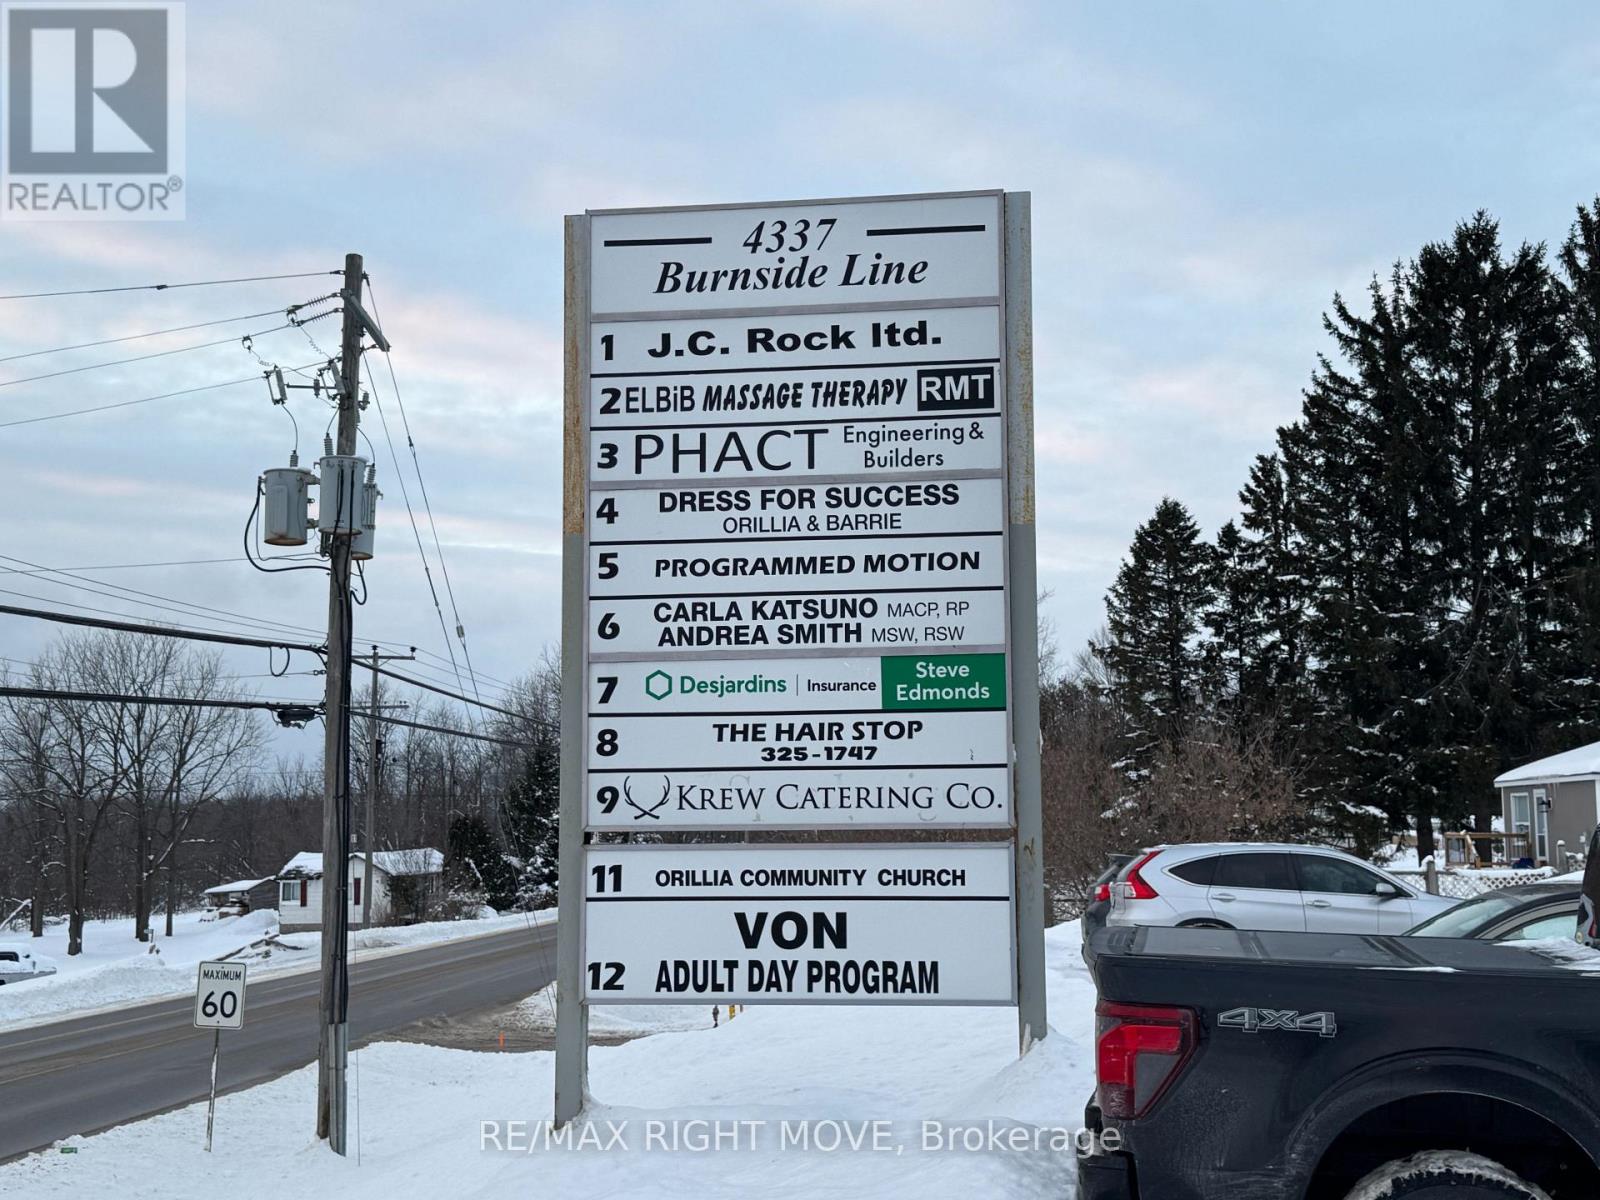 REALTOR®
4337
Burnside Line
1 J.C. Rock ltd.
2 ELBiB MASSAGE THERAPY RMT
3 PHACT Engineering &
Builders
4 DRESS FOR SUCCESS
ORILLIA & BARRIE
5 PROGRAMMED MOTION
6 CARLA KATSUNO MACP, RP
ANDREA SMITH MSW, RSW
7 Desjardins | Insurance Steve
Edmonds
8 THE HAIR STOP
325-1747
9 KREW CATERING CO.
11 ORILLIA COMMUNITY CHURCH
VON
12 ADULT DAY PROGRAM
MAXIMUM
60
4x4
RE/MAX RIGHT MOVE, Brokerage